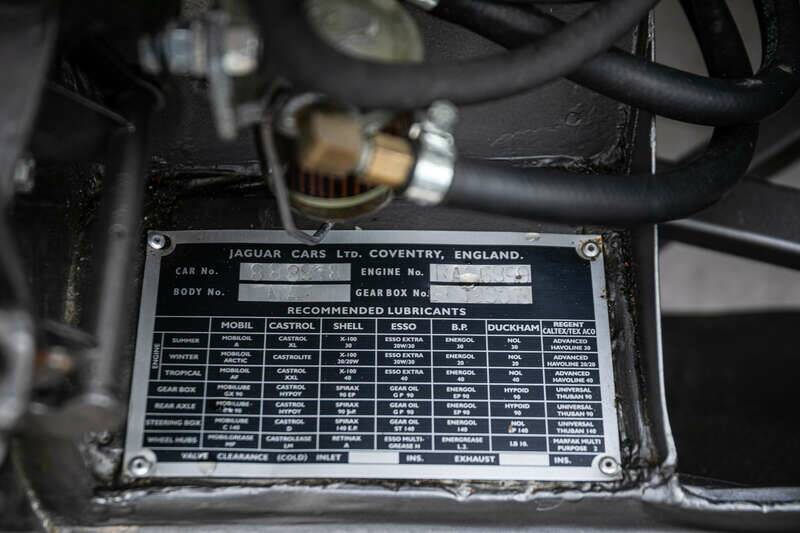 JAGUAR CARS LTD. COVENTRY, ENGLAND.
CAR No. ENGINE No.
BODY No. GEAR BOX No.
RECOMMENDED LUBRICANTS
MOBIL CASTROL SHELL ESSO B.P. DUCKHAM REGENT CALTEX/TEXACO
ENGINE
SUMMER MOBILOIL A CASTROL XL X-100 30 ESSO EXTRA 20W/30 ENERGOL 30 NOL 30 ADVANCED HAVOLINE 30
WINTER MOBILOIL ARCTIC CASTROLITE X-100 20/20W ESSO EXTRA 20W/30 ENERGOL 20 NOL 20 ADVANCED HAVOLINE 20/20
TROPICAL MOBILOIL AF CASTROL XXL X-100 40 ESSO EXTRA 40 ENERGOL 40 NOL 40 ADVANCED HAVOLINE 40
GEAR BOX MOBILUBE GX 90 CASTROL HYPOY SPIRAX 90 EP GEAR OIL GP 90 ENERGOL EP 90 HYPOID 90 UNIVERSAL THUBAN 90
REAR AXLE MOBILUBE 90 CASTROL HYPOY SPIRAX 90 E.P. GEAR OIL GP 90 ENERGOL EP 90 HYPOID 90 UNIVERSAL THUBAN 90
STEERING BOX MOBILUBE C 140 CASTROL D SPIRAX 140 E.P. GEAR OIL ST 140 ENERGOL EP 140 NOL EP 140 UNIVERSAL THUBAN 140
WHEEL HUBS MOBILGREASE MP CASTROLEASE LM RETINAX A ESSO MULTI-GREASE H ENERGREASE L.2. LB 10. MARFAX MULTI PURPOSE 2
VALVE CLEARANCE (COLD) INLET INS. EXHAUST INS.